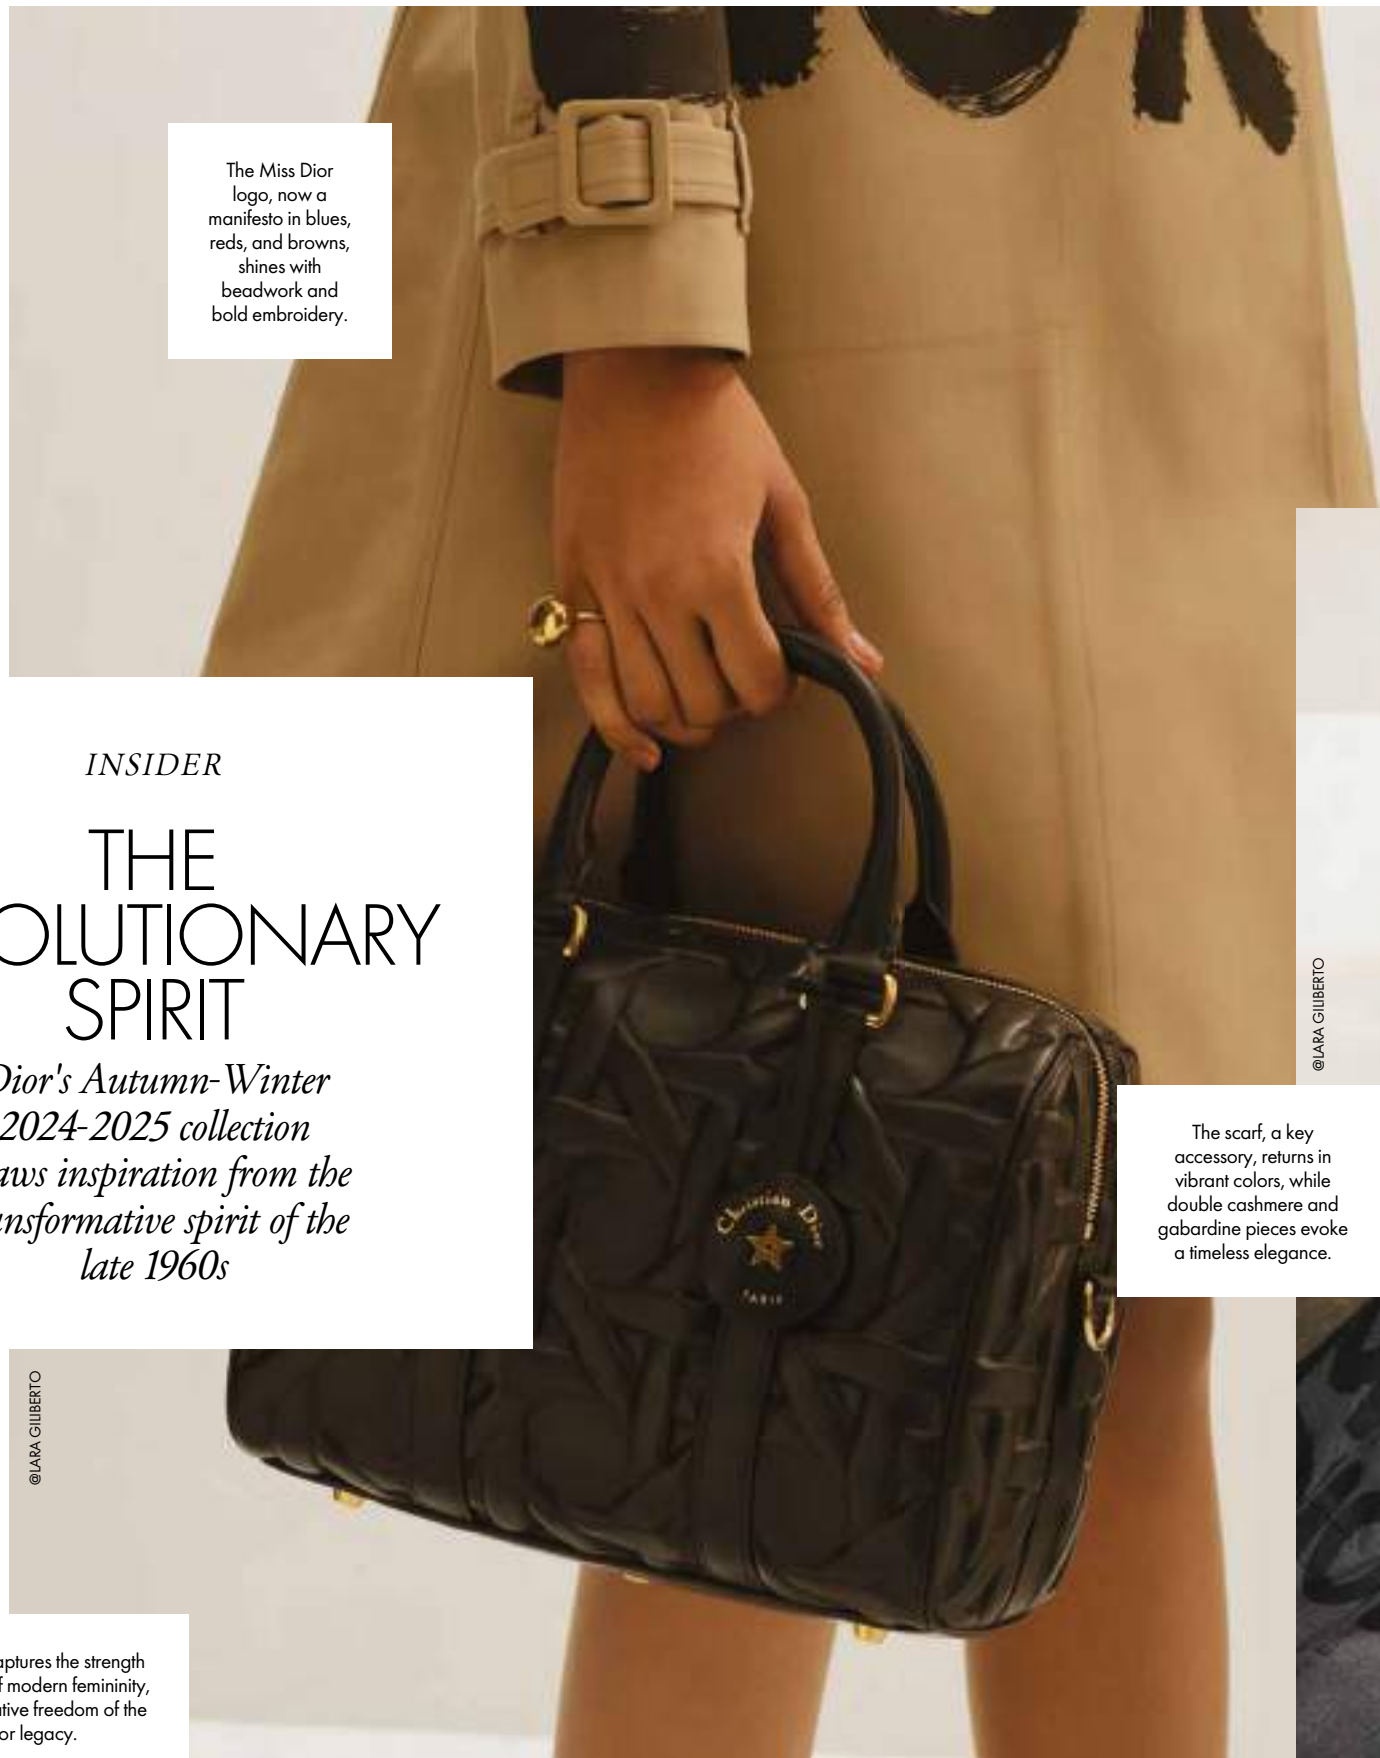 The Miss Dior
logo, now a
manifesto in blues,
reds, and browns,
shines with
beadwork and
bold embroidery.
INSIDER
THE
OLUTIONARY
SPIRIT
Dior's Autumn-Winter
2024-2025 collection
aws inspiration from the
nsformative spirit of the
late 1960s
@LARA GILIBERTO
Christian Dior
PARIS
@LARA GILIBERTO
The scarf, a key
accessory, returns in
vibrant colors, while
double cashmere and
gabardine pieces evoke
a timeless elegance.
aptures the strength
f modern femininity,
tive freedom of the
or legacy.